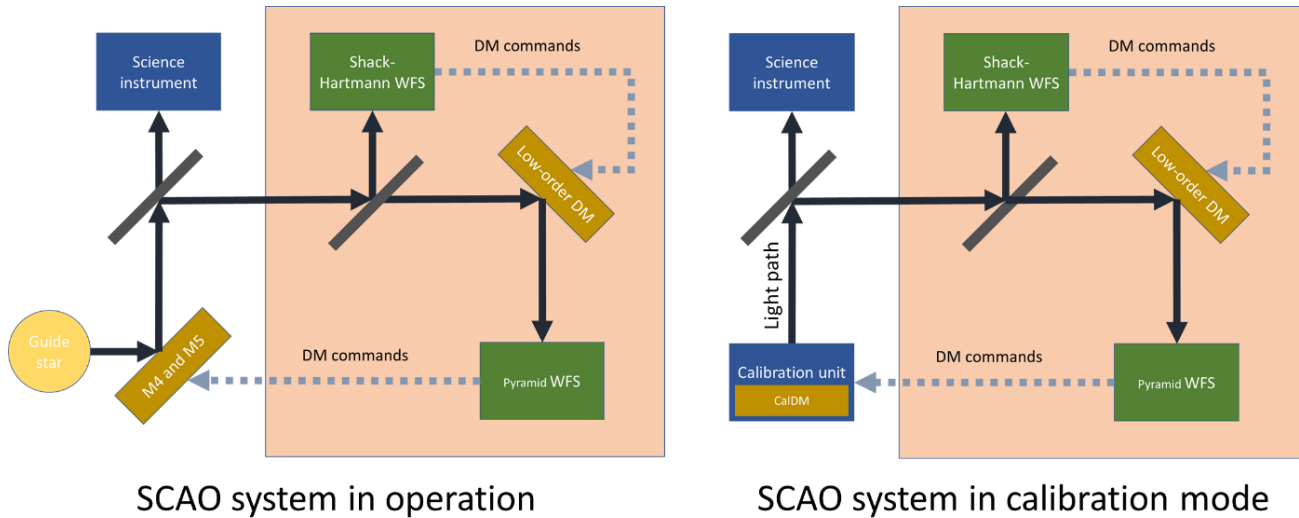 Science
instrument
Shack-
Hartmann WFS
DM commands
Low-order DM
Guide
star
M4 and M5
DM commands
Pyramid WFS
SCAO system in operation
Science
instrument
Shack-
Hartmann WFS
DM commands
Low-order DM
Light path
Calibration unit
CalDM
DM commands
Pyramid WFS
SCAO system in calibration mode